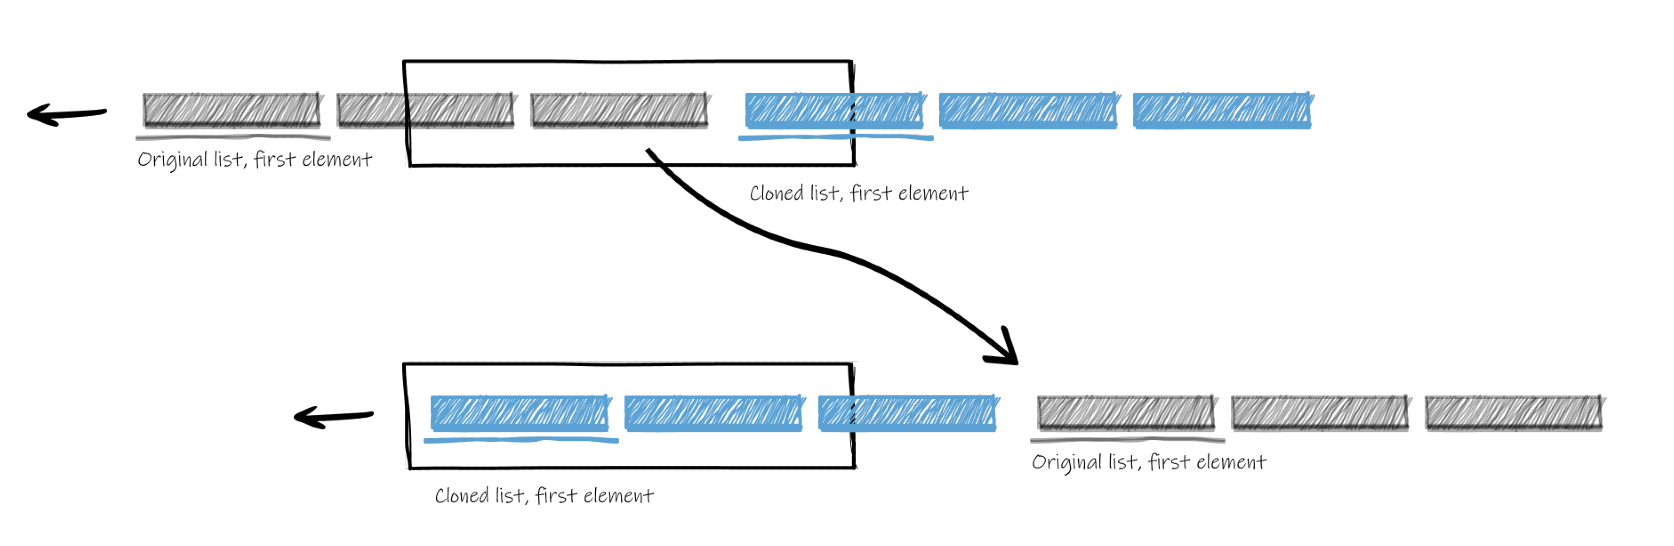 Original list, first element
Cloned list, first element
Original list, first element
Cloned list, first element